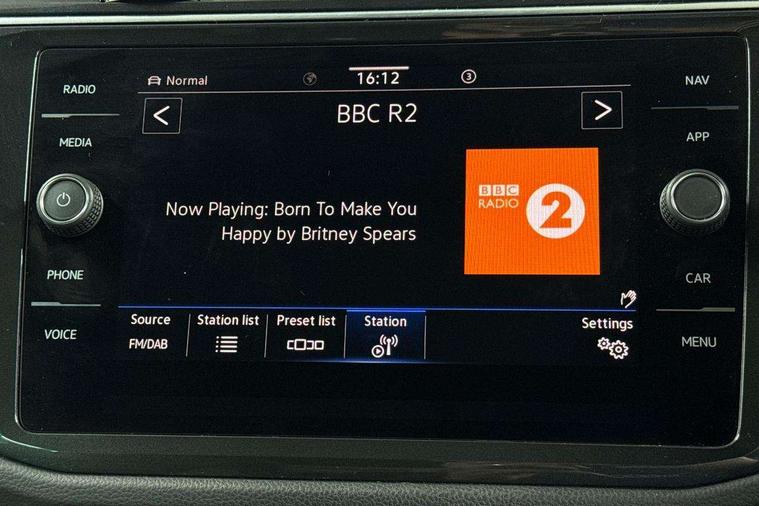 RADIO
MEDIA
PHONE
VOICE
Normal
16:12
3
BBC R2
<
>
Now Playing: Born To Make You
Happy by Britney Spears
BBC
RADIO
2
Source
FM/DAB
Station list
Preset list
Station
Settings
NAV
APP
CAR
MENU